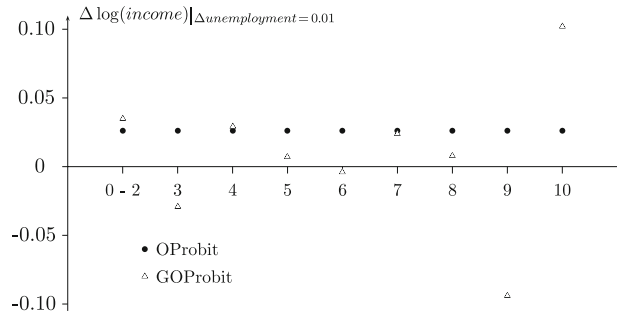 Δ log(income)|Δunemployment=0.01
0.10
0.05
0
-0.05
-0.10
0 - 2 3 4 5 6 7 8 9 10
OProbit
GOProbit